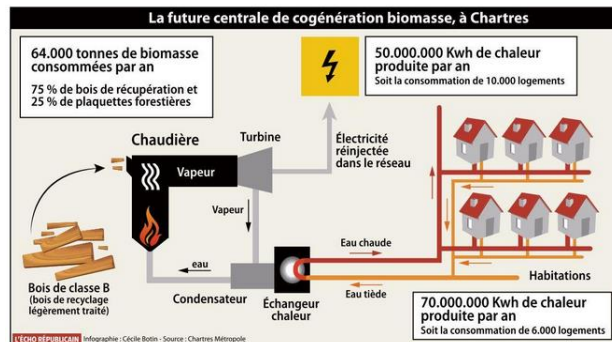 La future centrale de cogénération biomasse, à Chartres
64.000 tonnes de biomasse
consommées par an
75 % de bois de récupération et
25 % de plaquettes forestières
50.000.000 Kwh de chaleur
produite par an
Soit la consommation de 10.000 logements
Chaudière
Turbine
Électricité
réinjectée
dans le réseau
Vapeur
Vapeur
eau
Eau chaude
Bois de classe B
(bois de recyclage
légèrement traité)
Condensateur
Échangeur
chaleur
Eau tiède
Habitations
70.000.000 Kwh de chaleur
produite par an
Soit la consommation de 6.000 logements
L'ÉCHO RÉPUBLICAIN Infographie : Cécile Botin - Source : Chartres Métropole